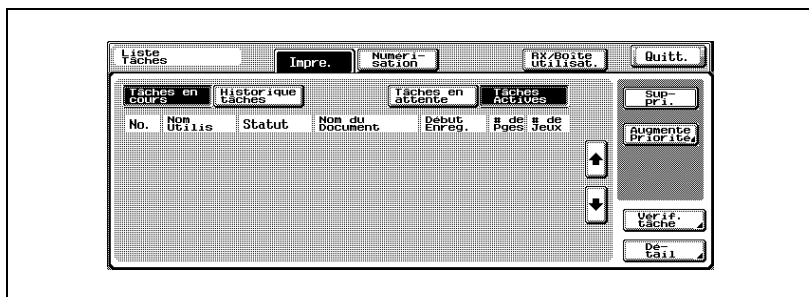 Liste
Tâches
Impre.
Numéri-
sation
RX/Boîte
utilisat.
Quitt.
Tâches en
cours
Historique
tâches
Tâches en
attente
Tâches
Actives
Sup-
pri.
No.
Nom
Utilis
Statut
Nom du
Document
Début
Enreg.
# de
Pges
# de
Jeux
Augmente
Priorité
Vérif.
tâche
Dé-
tail